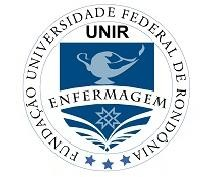 FUNDAÇÃO UNIVERSIDADE FEDERAL DE RONDÔNIA
UNIR
ENFERMAGEM